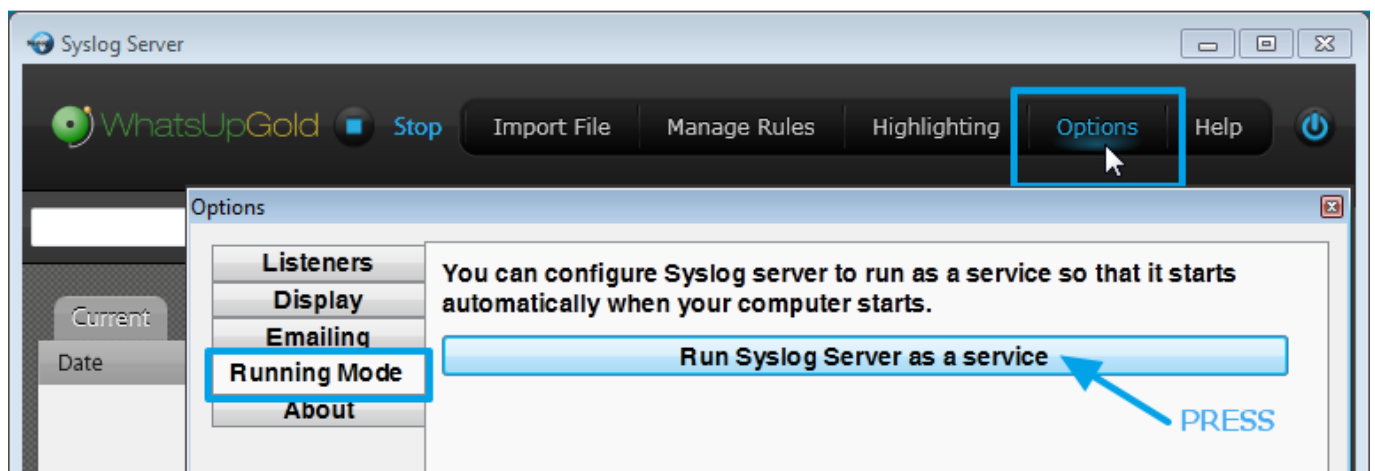 Syslog Server
WhatsUpGold Stop Import File Manage Rules Highlighting Options Help
Options
Listeners
Display
Emailing
Running Mode
About
You can configure Syslog server to run as a service so that it starts
automatically when your computer starts.
Run Syslog Server as a service
PRESS
Current
Date